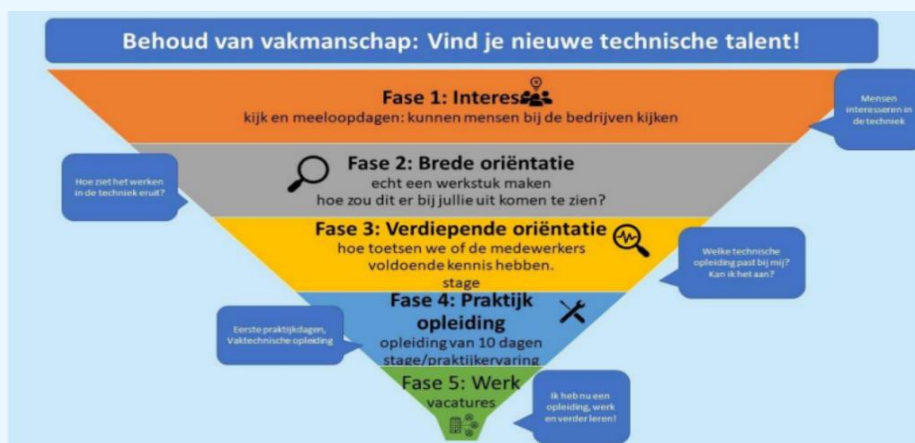 Behoud van vakmanschap: Vind je nieuwe technische talent!
Fase 1: Interes
kijk en meeloopdagen: kunnen mensen bij de bedrijven kijken
Mensen
interesseren in
de techniek
Fase 2: Brede oriëntatie
echt een werkstuk maken
hoe zou dit er bij jullie uit komen te zien?
Hoe ziet het werken
in de techniek eruit?
Fase 3: Verdiepende oriëntatie
hoe toetsen we of de medewerkers
voldoende kennis hebben.
stage
Welke technische
opleiding past bij mij?
Kan ik het aan?
Fase 4: Praktijk
opleiding
opleiding van 10 dagen
stage/praktijkervaring
Eerste praktijkdagen,
Vaktechnische opleiding
Fase 5: Werk
vacatures
Ik heb nu een
opleiding, werk
en verder leren!